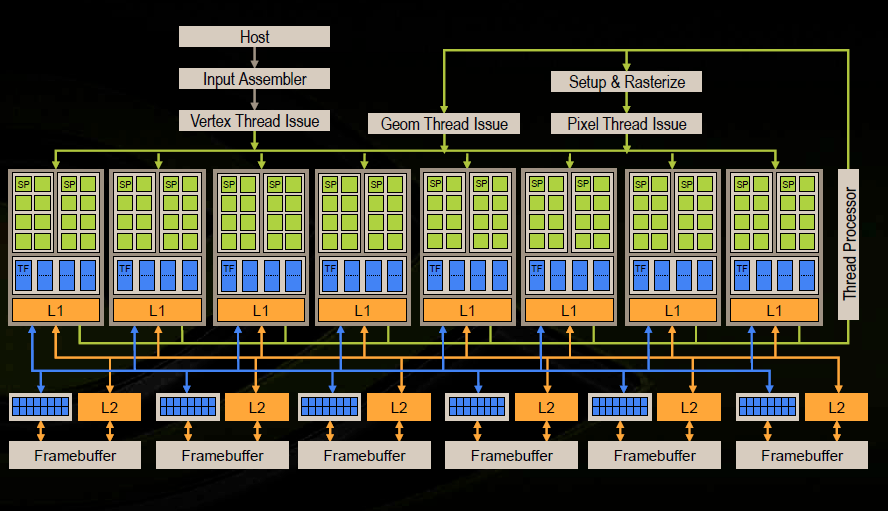 Host
Input Assembler
Setup & Rasterize
Vertex Thread Issue
Geom Thread Issue
Pixel Thread Issue
SP SP SP SP SP SP SP SP SP SP SP SP SP SP SP SP
Thread Processor
TF TF TF TF TF TF TF TF
L1 L1 L1 L1 L1 L1 L1 L1
L2 L2 L2 L2 L2 L2
Framebuffer Framebuffer Framebuffer Framebuffer Framebuffer Framebuffer